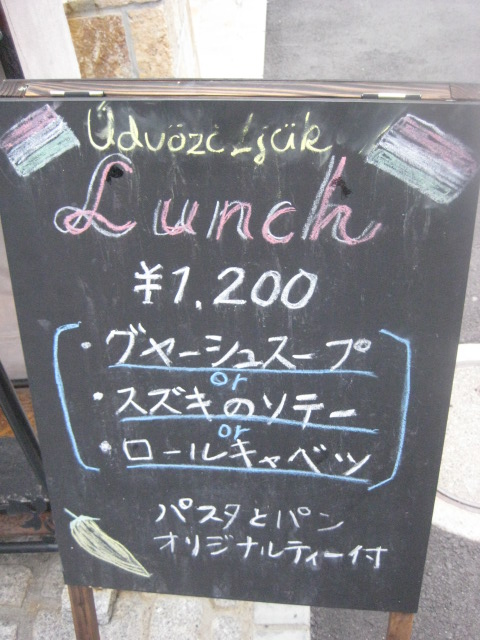 Üdvözöljük
Lunch
¥1,200
・グヤーシュスープ
or
・スズキのソテー
or
・ロールキャベツ
パスタとパン
オリジナルティー付